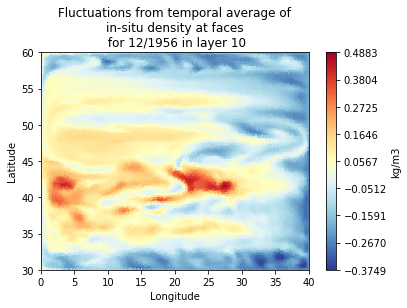 Fluctuations from temporal average of
in-situ density at faces
for 12/1956 in layer 10
60
55
50
45
40
35
30
Latitude
0 5 10 15 20 25 30 35 40
Longitude
0.4883
0.3804
0.2725
0.1646
0.0567
−0.0512
−0.1591
−0.2670
−0.3749
kg/m3